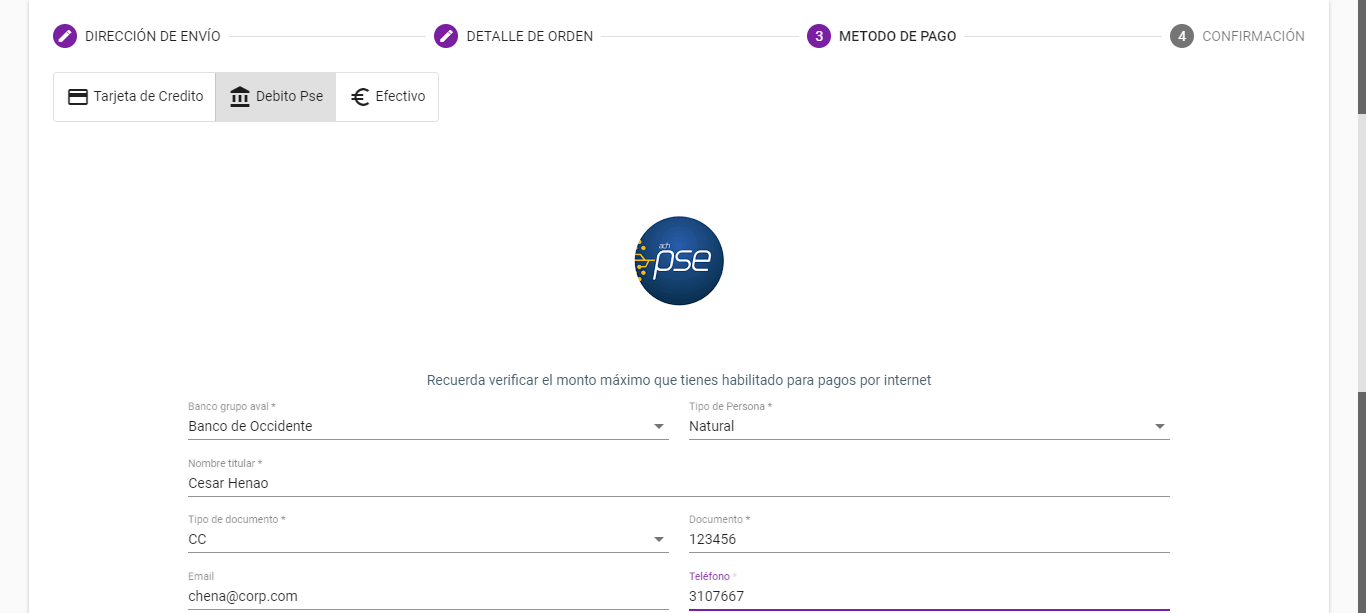 DIRECCIÓN DE ENVÍO
DETALLE DE ORDEN
3 METODO DE PAGO
4 CONFIRMACIÓN
Tarjeta de Credito
Debito Pse
Efectivo
ach
pse
Recuerda verificar el monto máximo que tienes habilitado para pagos por internet
Banco grupo aval *
Banco de Occidente
Tipo de Persona *
Natural
Nombre titular *
Cesar Henao
Tipo de documento *
CC
Documento *
123456
Email
chena@corp.com
Teléfono *
3107667